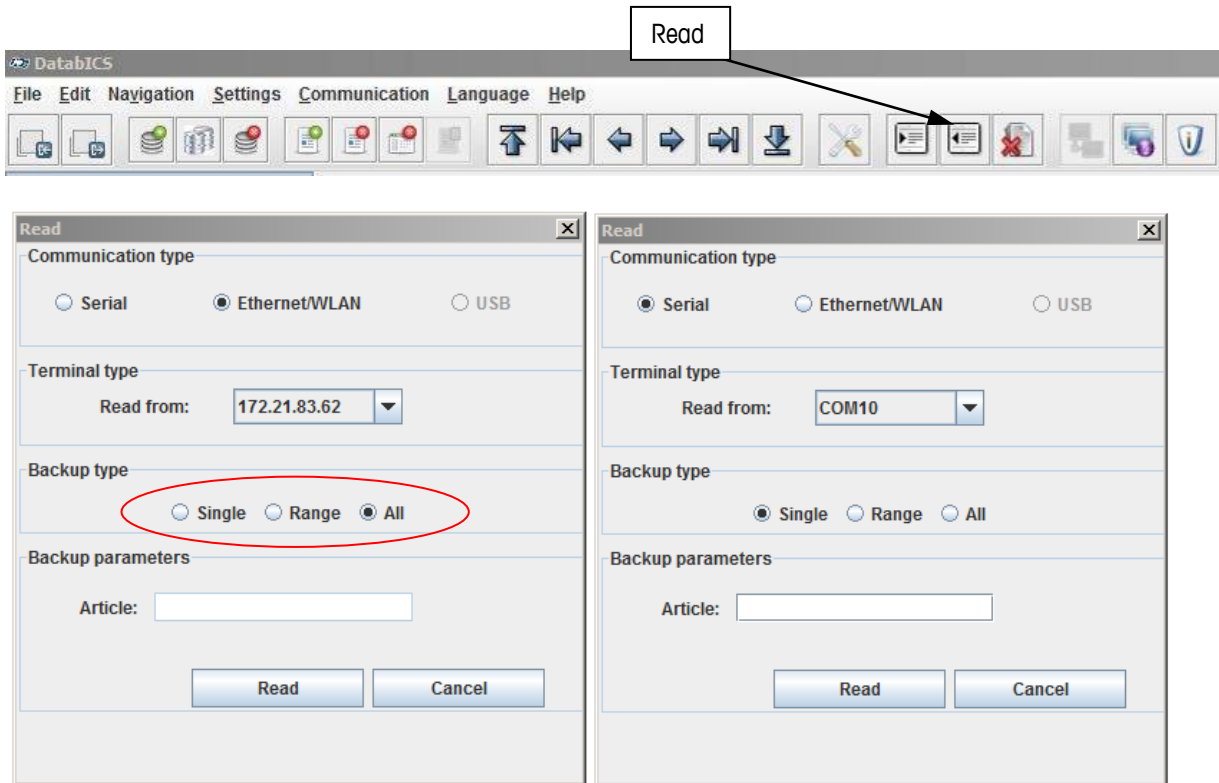 Read
DatabICS
File Edit Navigation Settings Communication Language Help
Read
Communication type
Serial Ethernet/WLAN USB
Terminal type
Read from: 172.21.83.62
Backup type
Single Range All
Backup parameters
Article:
Read Cancel
Read
Communication type
Serial Ethernet/WLAN USB
Terminal type
Read from: COM10
Backup type
Single Range All
Backup parameters
Article:
Read Cancel